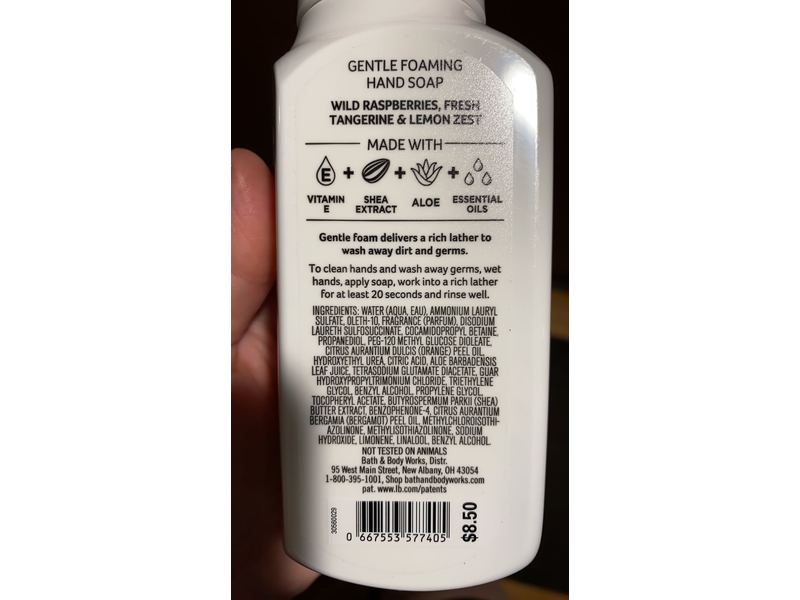 GENTLE FOAMING
HAND SOAP
WILD RASPBERRIES, FRESH
TANGERINE & LEMON ZEST
MADE WITH
E + + +
VITAMIN E SHEA EXTRACT ALOE ESSENTIAL OILS
Gentle foam delivers a rich lather to
wash away dirt and germs.
To clean hands and wash away germs, wet
hands, apply soap, work into a rich lather
for at least 20 seconds and rinse well.
INGREDIENTS: WATER (AQUA, EAU), AMMONIUM LAURYL
SULFATE, OLETH-10, FRAGRANCE (PARFUM), DISODIUM
LAURETH SULFOSUCCINATE, COCAMIDOPROPYL BETAINE,
PROPANEDIOL, PEG-120 METHYL GLUCOSE DIOLEATE,
CITRUS AURANTIUM DULCIS (ORANGE) PEEL OIL,
HYDROXYETHYL UREA, CITRIC ACID, ALOE BARBADENSIS
LEAF JUICE, TETRASODIUM GLUTAMATE DIACETATE, GUAR
HYDROXYPROPYLTRIMONIUM CHLORIDE, TRIETHYLENE
GLYCOL, BENZYL ALCOHOL, PROPYLENE GLYCOL,
TOCOPHERYL ACETATE, BUTYROSPERMUM PARKII (SHEA)
BUTTER EXTRACT, BENZOPHENONE-4, CITRUS AURANTIUM
BERGAMIA (BERGAMOT) PEEL OIL, METHYLCHLOROISOTHI-
AZOLINONE, METHYLISOTHIAZOLINONE, SODIUM
HYDROXIDE, LIMONENE, LINALOOL, BENZYL ALCOHOL.
NOT TESTED ON ANIMALS
Bath & Body Works, Distr.
95 West Main Street, New Albany, OH 43054
1-800-395-1001, Shop bathandbodyworks.com
pat. www.lb.com/patents
30560029
0 667553 577405
$8.50